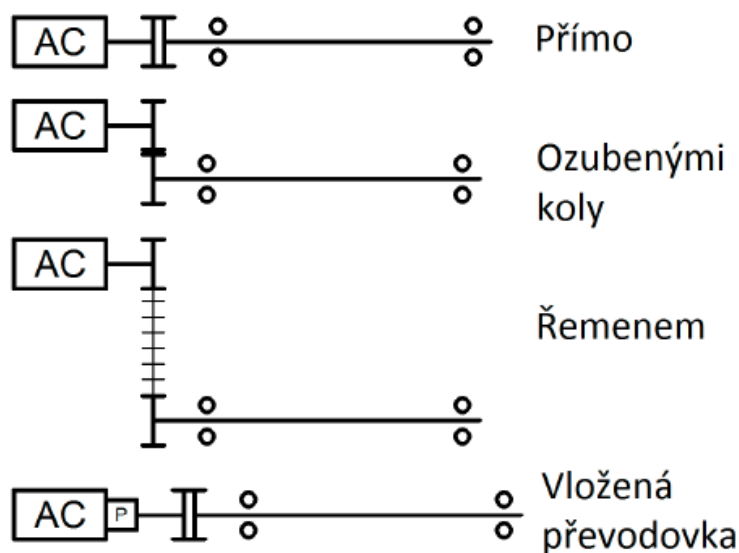 AC
Přímo
AC
Ozubenými
koly
AC
Řemenem
AC P
Vložená
převodovka